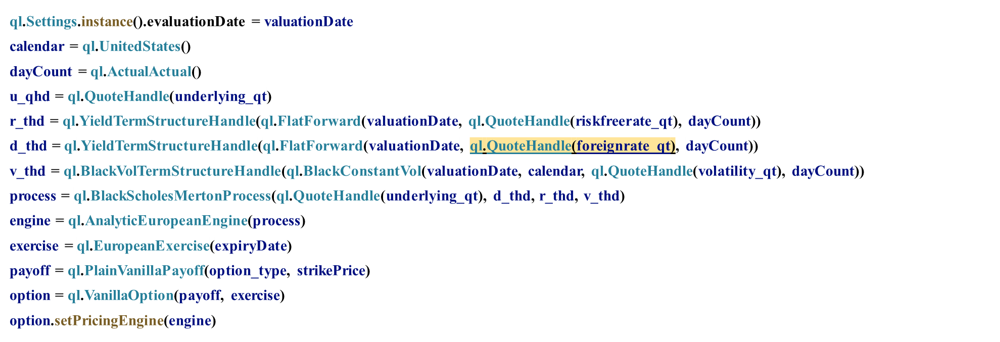 ql.Settings.instance().evaluationDate = valuationDate
calendar = ql.UnitedStates()
dayCount = ql.ActualActual()
u_qhd = ql.QuoteHandle(underlying_qt)
r_thd = ql.YieldTermStructureHandle(ql.FlatForward(valuationDate, ql.QuoteHandle(riskfreerate_qt), dayCount))
d_thd = ql.YieldTermStructureHandle(ql.FlatForward(valuationDate, ql.QuoteHandle(foreignrate_qt), dayCount))
v_thd = ql.BlackVolTermStructureHandle(ql.BlackConstantVol(valuationDate, calendar, ql.QuoteHandle(volatility_qt), dayCount))
process = ql.BlackScholesMertonProcess(ql.QuoteHandle(underlying_qt), d_thd, r_thd, v_thd)
engine = ql.AnalyticEuropeanEngine(process)
exercise = ql.EuropeanExercise(expiryDate)
payoff = ql.PlainVanillaPayoff(option_type, strikePrice)
option = ql.VanillaOption(payoff, exercise)
option.setPricingEngine(engine)